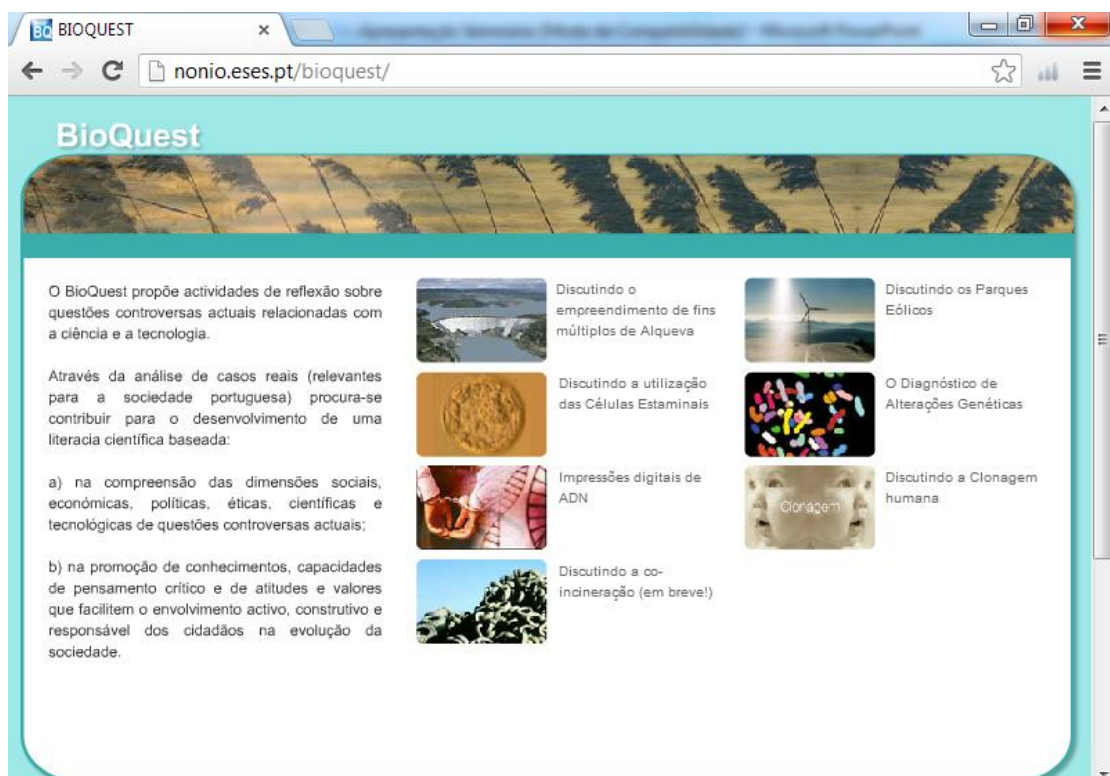 BIOQUEST
nonio.eses.pt/bioquest/
BioQuest
O BioQuest propõe actividades de reflexão sobre
questões controversas actuais relacionadas com
a ciência e a tecnologia.
Através da análise de casos reais (relevantes
para a sociedade portuguesa) procura-se
contribuir para o desenvolvimento de uma
literacia científica baseada:
a) na compreensão das dimensões sociais,
económicas, políticas, éticas, científicas e
tecnológicas de questões controversas actuais;
b) na promoção de conhecimentos, capacidades
de pensamento crítico e de atitudes e valores
que facilitem o envolvimento activo, construtivo e
responsável dos cidadãos na evolução da
sociedade.
Discutindo o
empreendimento de fins
múltiplos de Alqueva
Discutindo os Parques
Eólicos
Discutindo a utilização
das Células Estaminais
O Diagnóstico de
Alterações Genéticas
Impressões digitais de
ADN
Clonagem
Discutindo a Clonagem
humana
Discutindo a co-
incineração (em breve!)